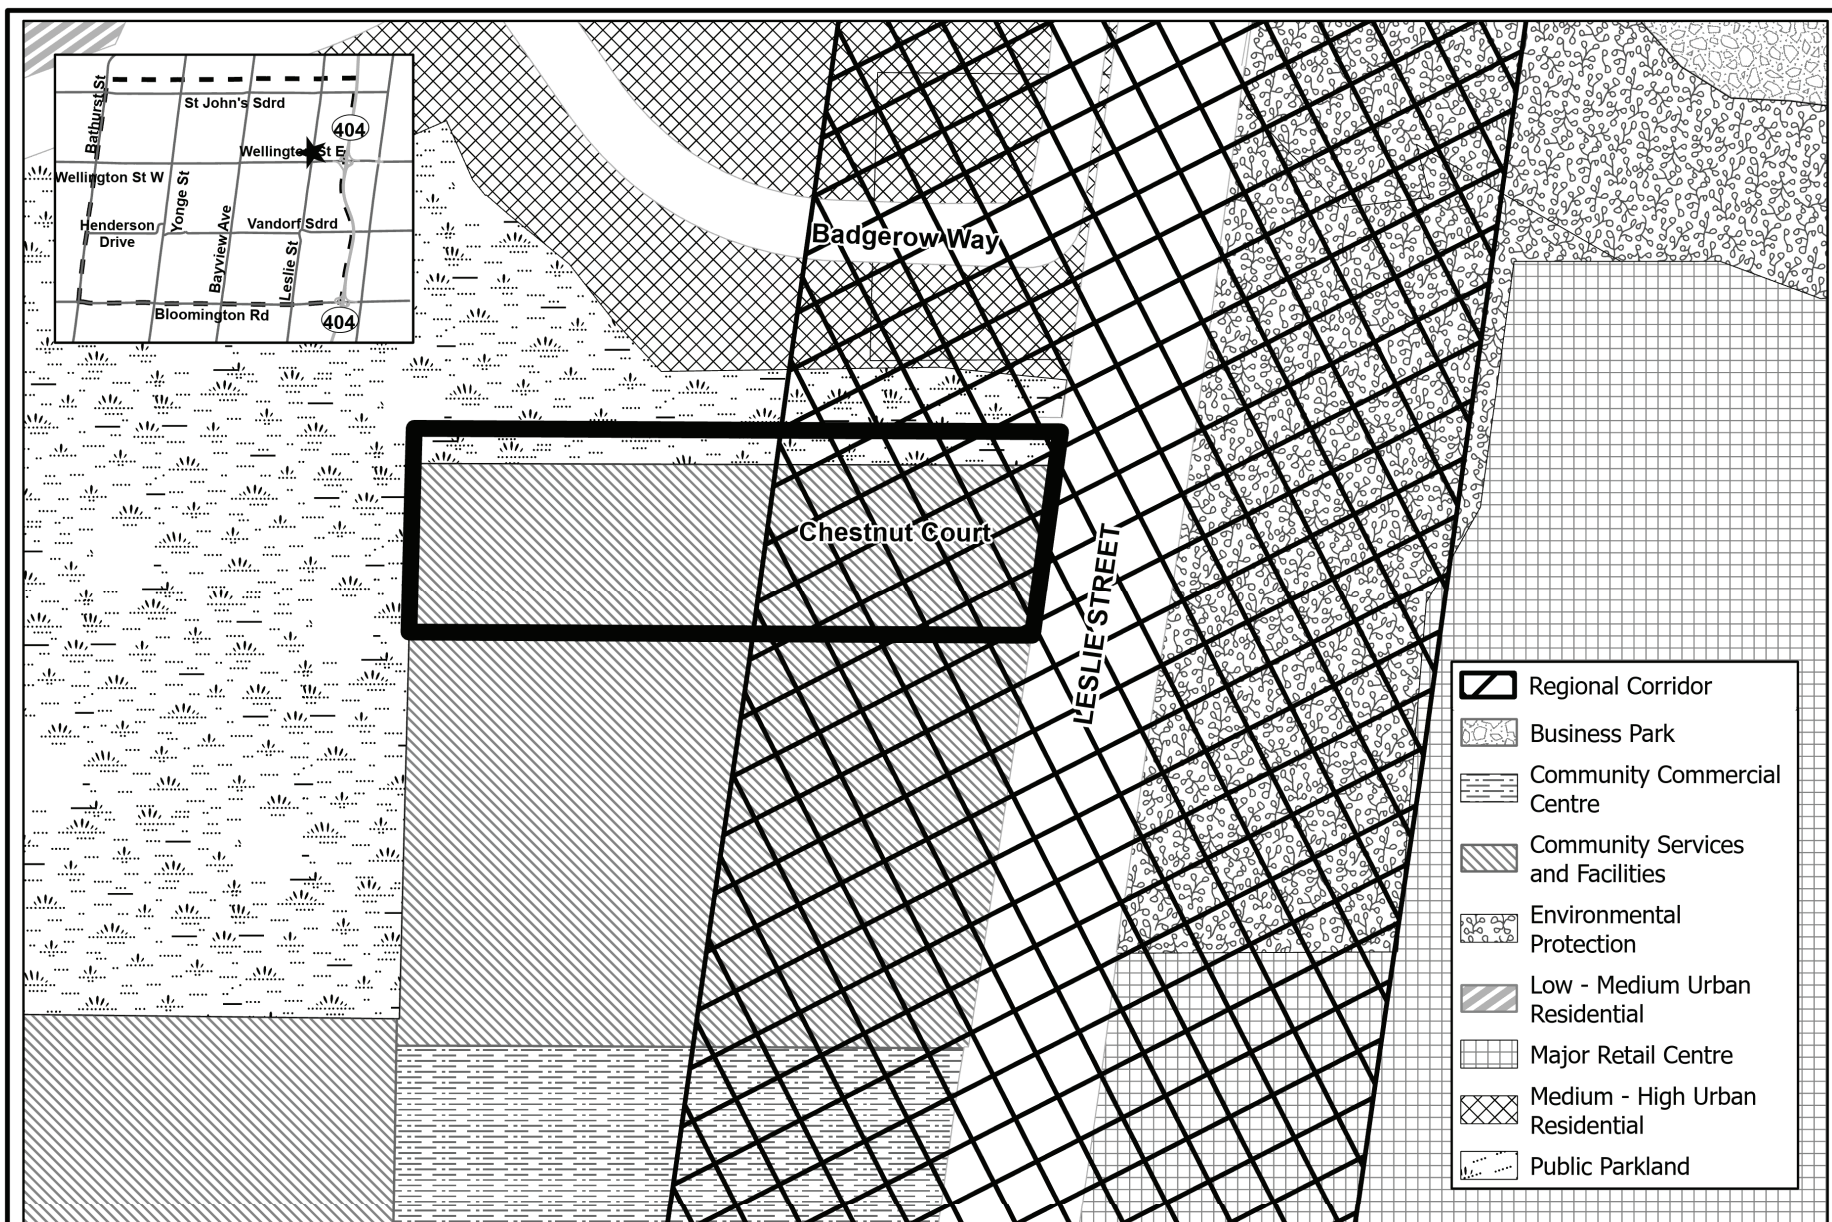 Bathurst St
St John's Sdrd
404
Wellington St E
Wellington St W
Yonge St
Henderson
Drive
Bayview Ave
Vandorf Sdrd
Leslie St
Bloomington Rd
404
Badgerow Way
Chestnut Court
LESLIE STREET
Regional Corridor
Business Park
Community Commercial
Centre
Community Services
and Facilities
Environmental
Protection
Low - Medium Urban
Residential
Major Retail Centre
Medium - High Urban
Residential
Public Parkland